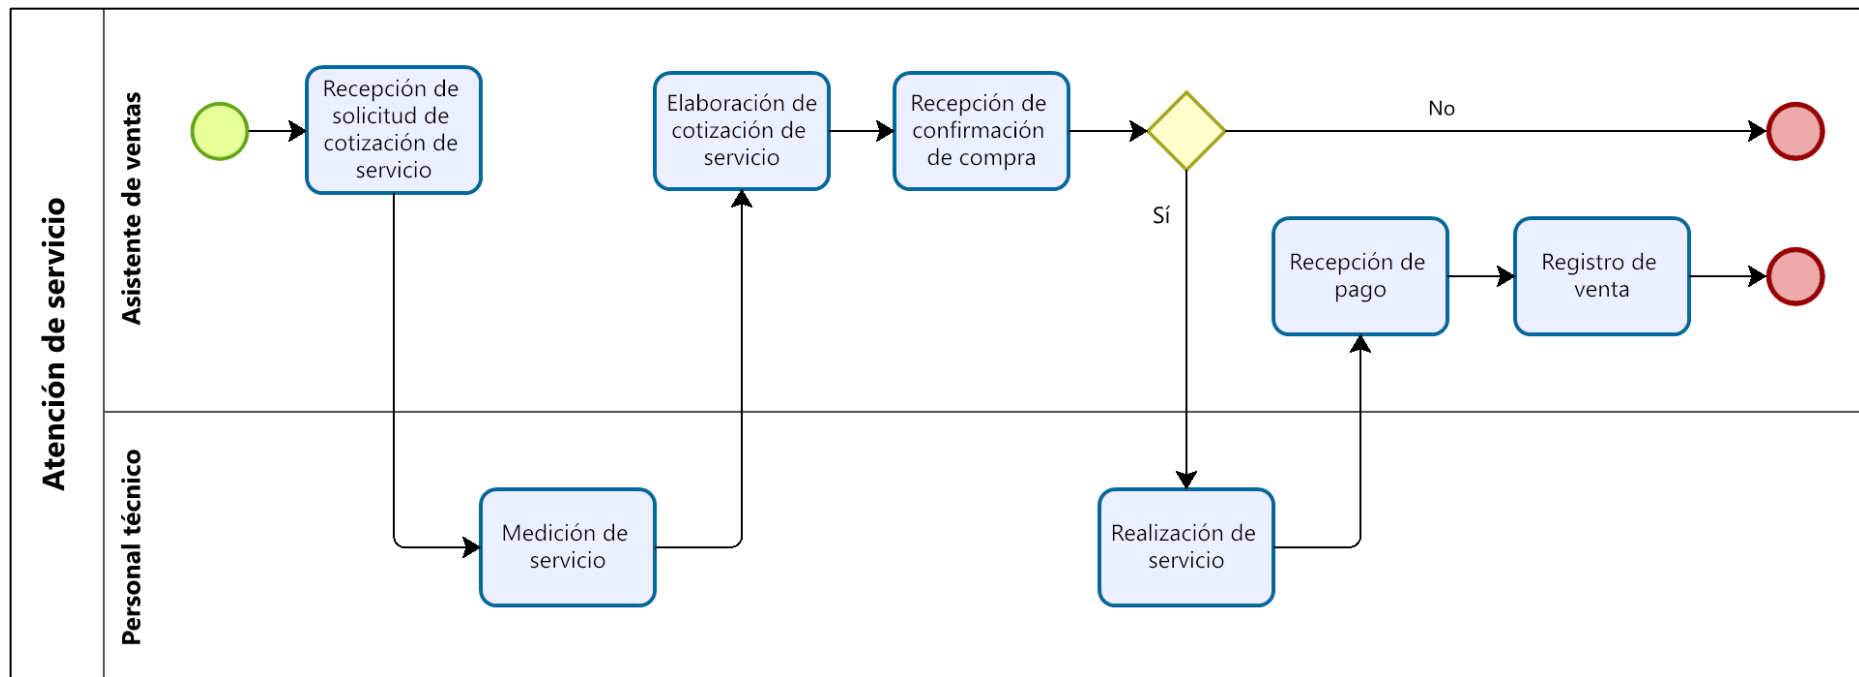 Atención de servicio
Asistente de ventas
Recepción de
solicitud de
cotización de
servicio
Elaboración de
cotización de
servicio
Recepción de
confirmación
de compra
No
Sí
Recepción de
pago
Registro de
venta
Personal técnico
Medición de
servicio
Realización de
servicio